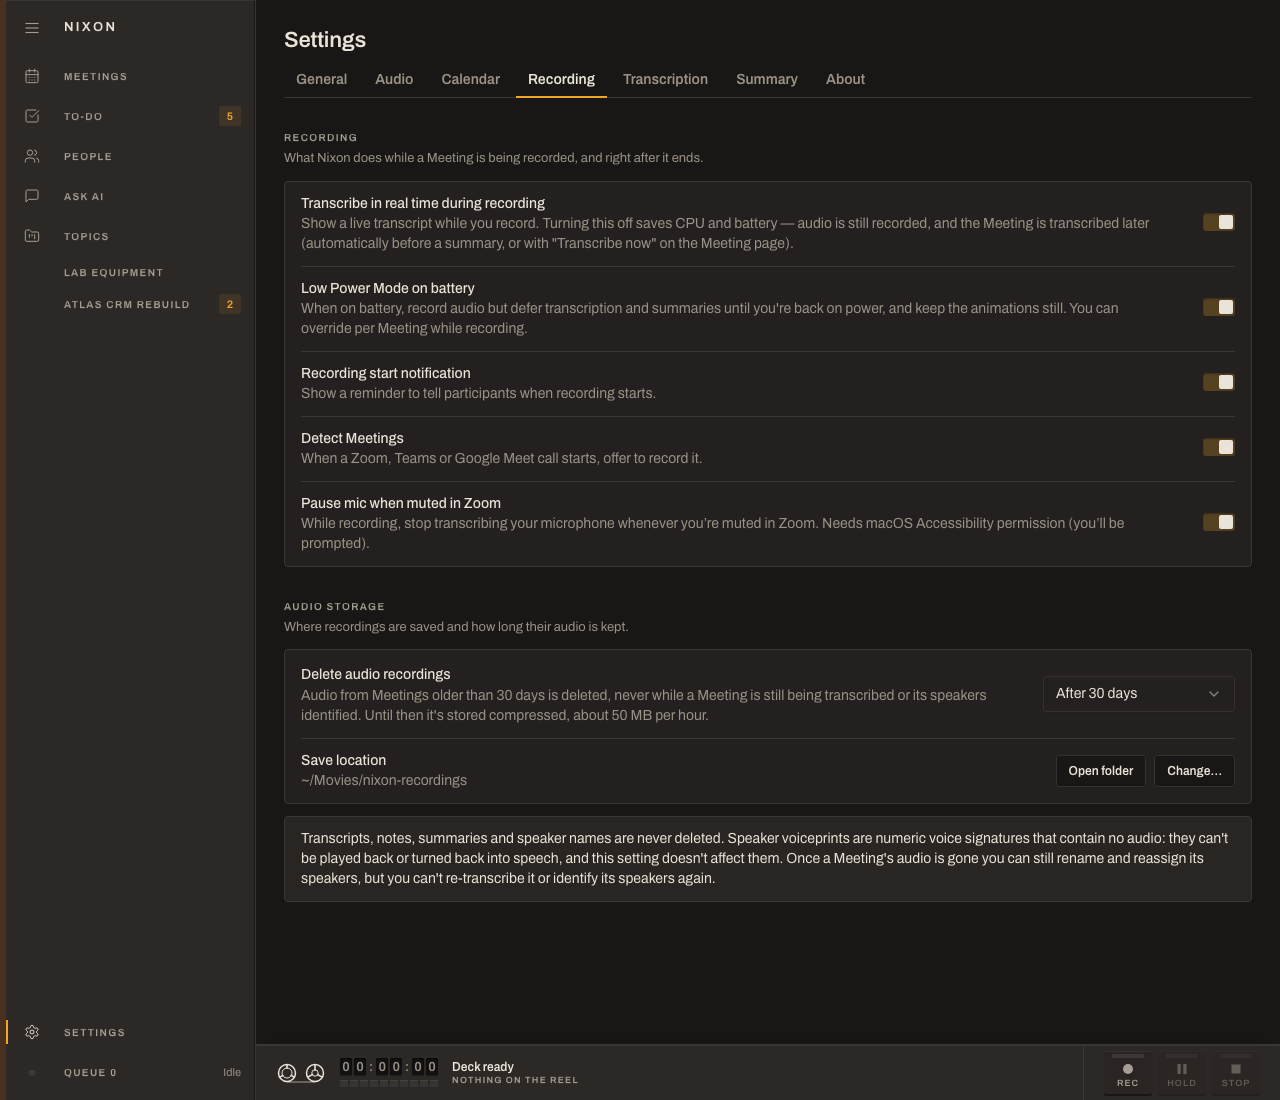 NIXON
MEETINGS
TO-DO 5
PEOPLE
ASK AI
TOPICS
LAB EQUIPMENT
ATLAS CRM REBUILD 2
SETTINGS
QUEUE 0 Idle
Settings
General Audio Calendar Recording Transcription Summary About
RECORDING
What Nixon does while a Meeting is being recorded, and right after it ends.
Transcribe in real time during recording
Show a live transcript while you record. Turning this off saves CPU and battery — audio is still recorded, and the Meeting is transcribed later
(automatically before a summary, or with "Transcribe now" on the Meeting page).
Low Power Mode on battery
When on battery, record audio but defer transcription and summaries until you're back on power, and keep the animations still. You can
override per Meeting while recording.
Recording start notification
Show a reminder to tell participants when recording starts.
Detect Meetings
When a Zoom, Teams or Google Meet call starts, offer to record it.
Pause mic when muted in Zoom
While recording, stop transcribing your microphone whenever you’re muted in Zoom. Needs macOS Accessibility permission (you’ll be
prompted).
AUDIO STORAGE
Where recordings are saved and how long their audio is kept.
Delete audio recordings
Audio from Meetings older than 30 days is deleted, never while a Meeting is still being transcribed or its speakers
identified. Until then it's stored compressed, about 50 MB per hour.
After 30 days
Save location
~/Movies/nixon-recordings
Open folder Change...
Transcripts, notes, summaries and speaker names are never deleted. Speaker voiceprints are numeric voice signatures that contain no audio: they can't
be played back or turned back into speech, and this setting doesn't affect them. Once a Meeting's audio is gone you can still rename and reassign its
speakers, but you can't re-transcribe it or identify its speakers again.
00:00:00
Deck ready
NOTHING ON THE REEL
REC HOLD STOP